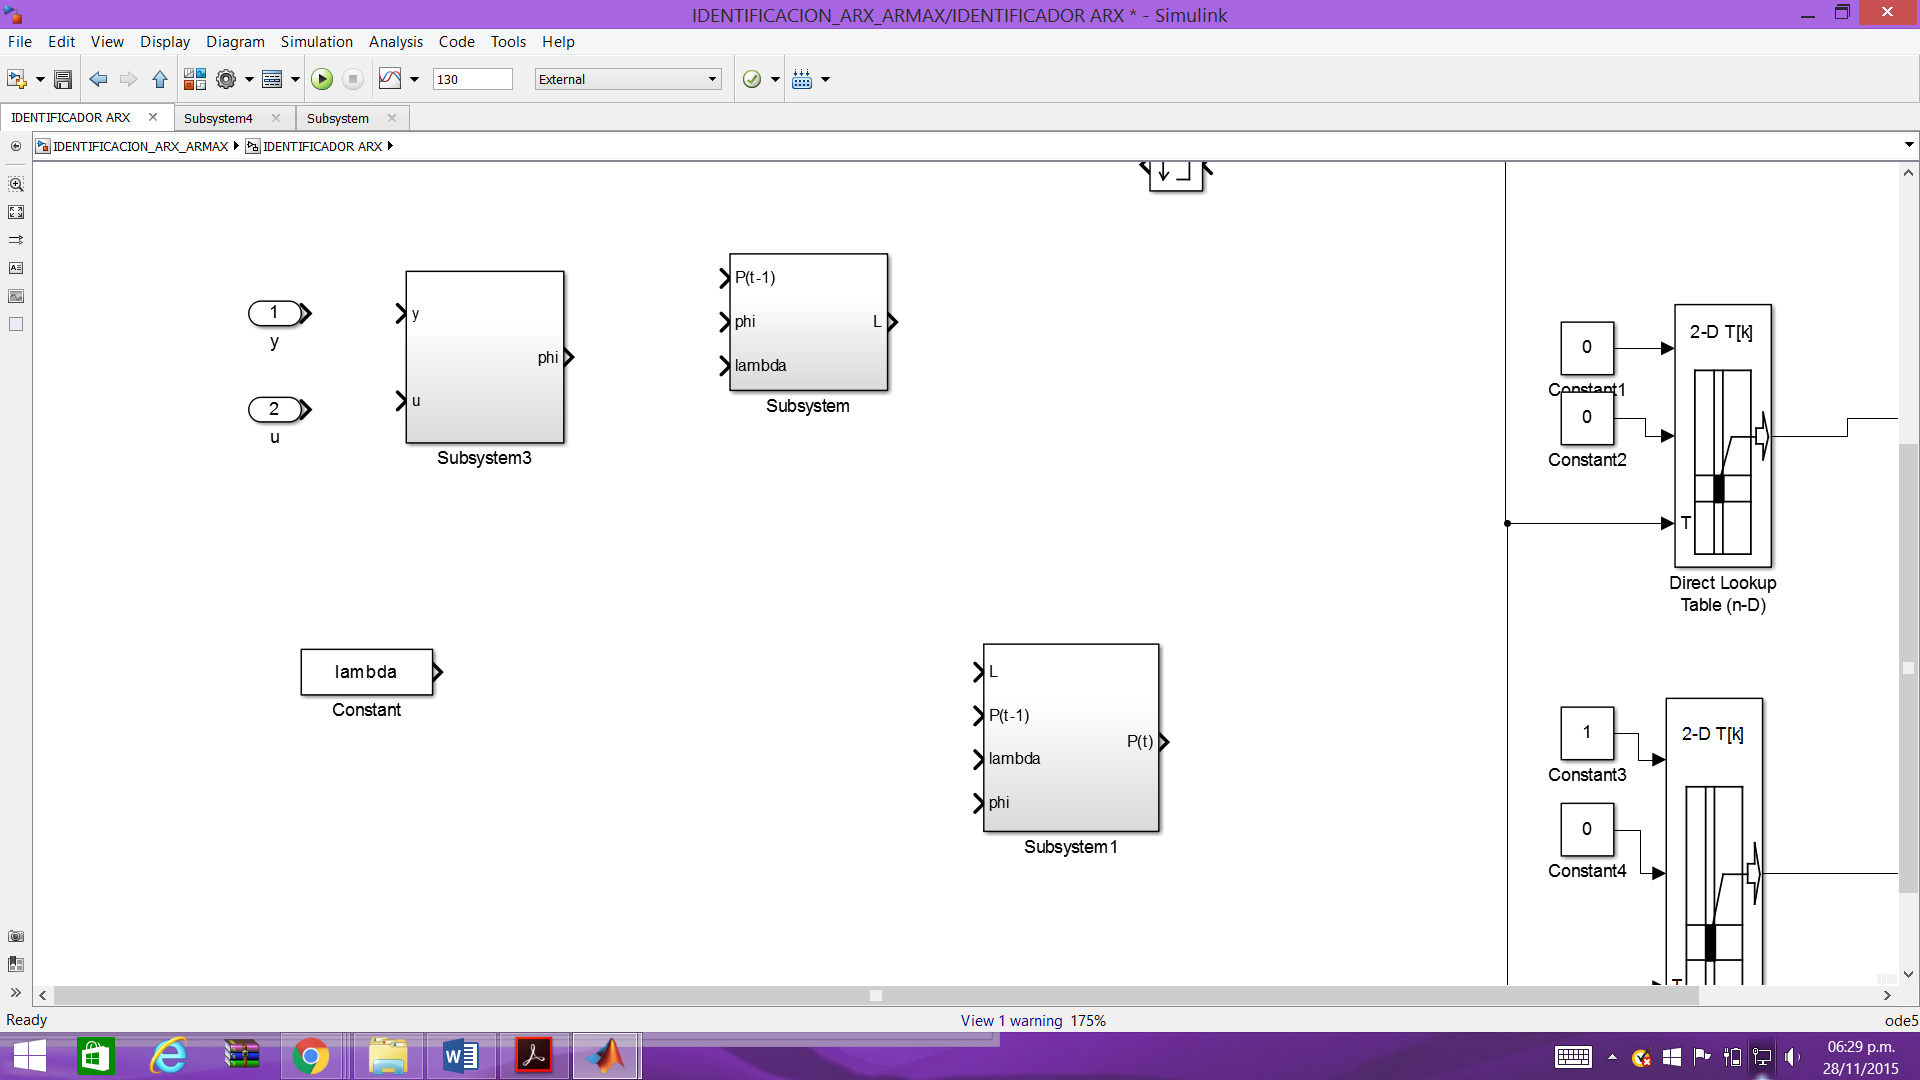 IDENTIFICACION_ARX_ARMAX/IDENTIFICADOR ARX * - Simulink
File Edit View Display Diagram Simulation Analysis Code Tools Help
130
External
IDENTIFICADOR ARX
Subsystem4
Subsystem
IDENTIFICACION_ARX_ARMAX
IDENTIFICADOR ARX
1
y
2
u
y
u
phi
Subsystem3
P(t-1)
phi
lambda
L
Subsystem
lambda
Constant
L
P(t-1)
lambda
phi
P(t)
Subsystem1
0
Constant1
0
Constant2
2-D T[k]
T
Direct Lookup
Table (n-D)
1
Constant3
0
Constant4
2-D T[k]
T
Ready
View 1 warning
175%
ode5
06:29 p.m.
28/11/2015